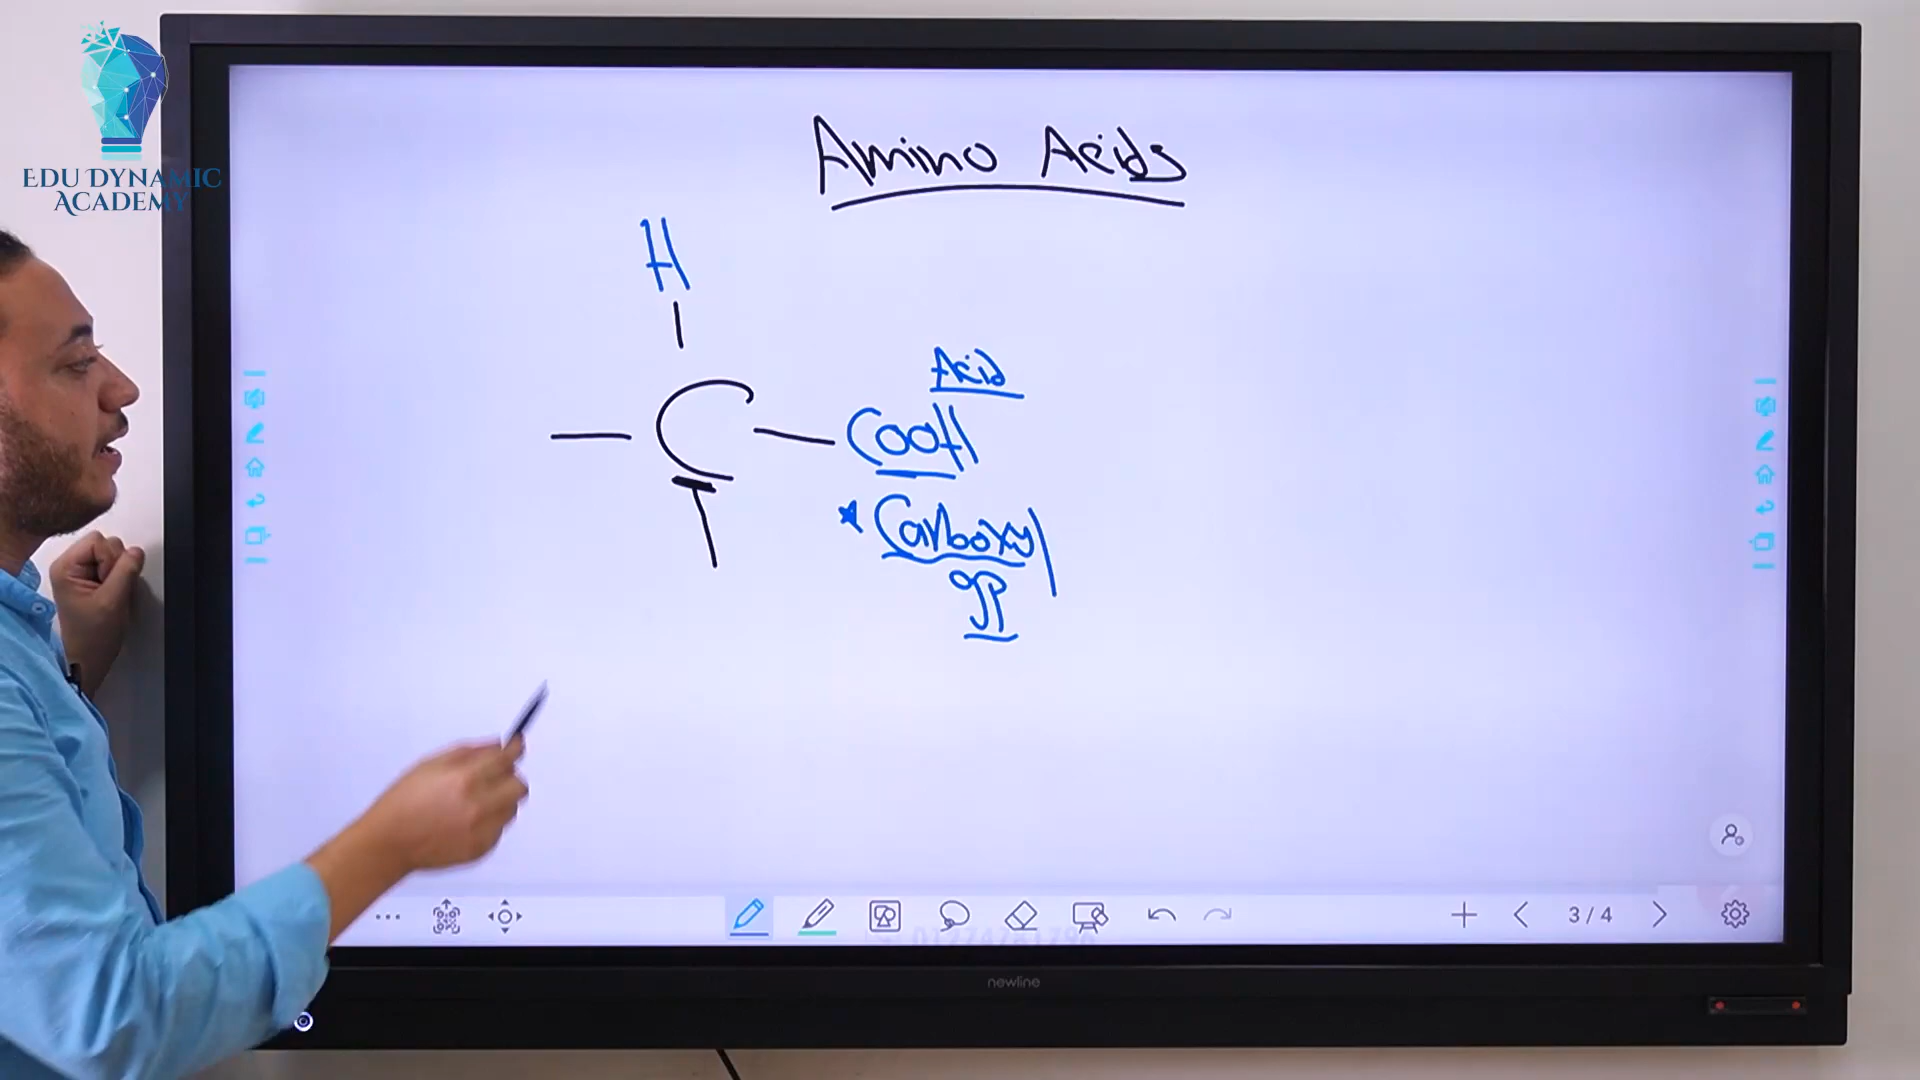 EDU DYNAMIC
ACADEMY
Amino Acids
H
Acid
C
COOH
* Carboxyl
gp
3 / 4
newline